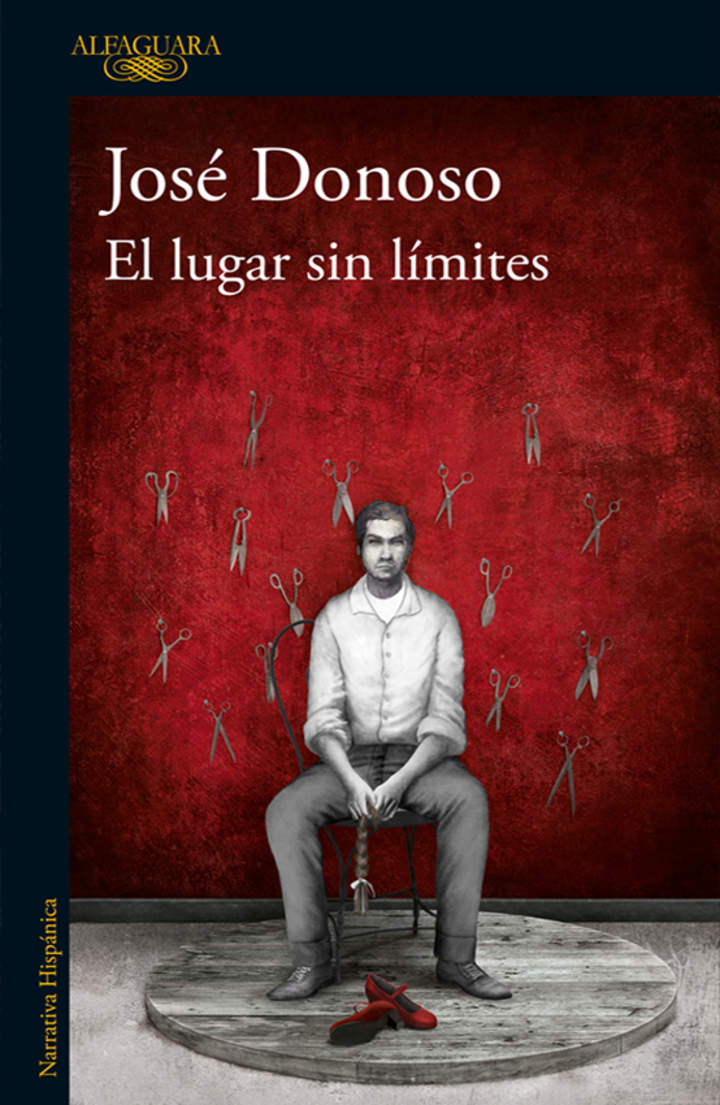 ALFAGUARA
José Donoso
El lugar sin límites
Narrativa Hispánica